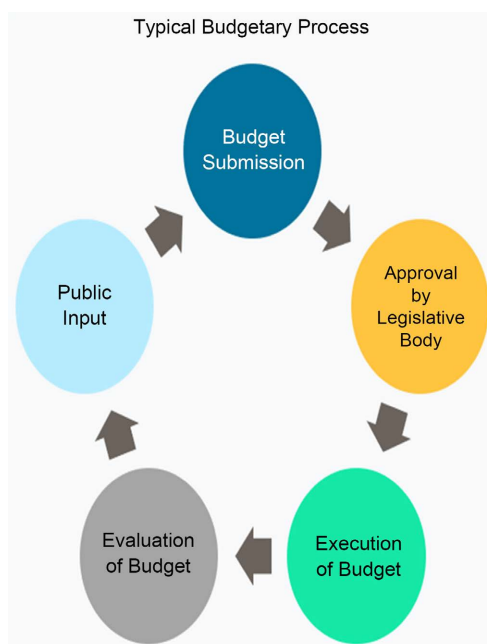 Typical Budgetary Process
Budget
Submission
Approval
by
Legislative
Body
Execution
of Budget
Evaluation
of Budget
Public
Input